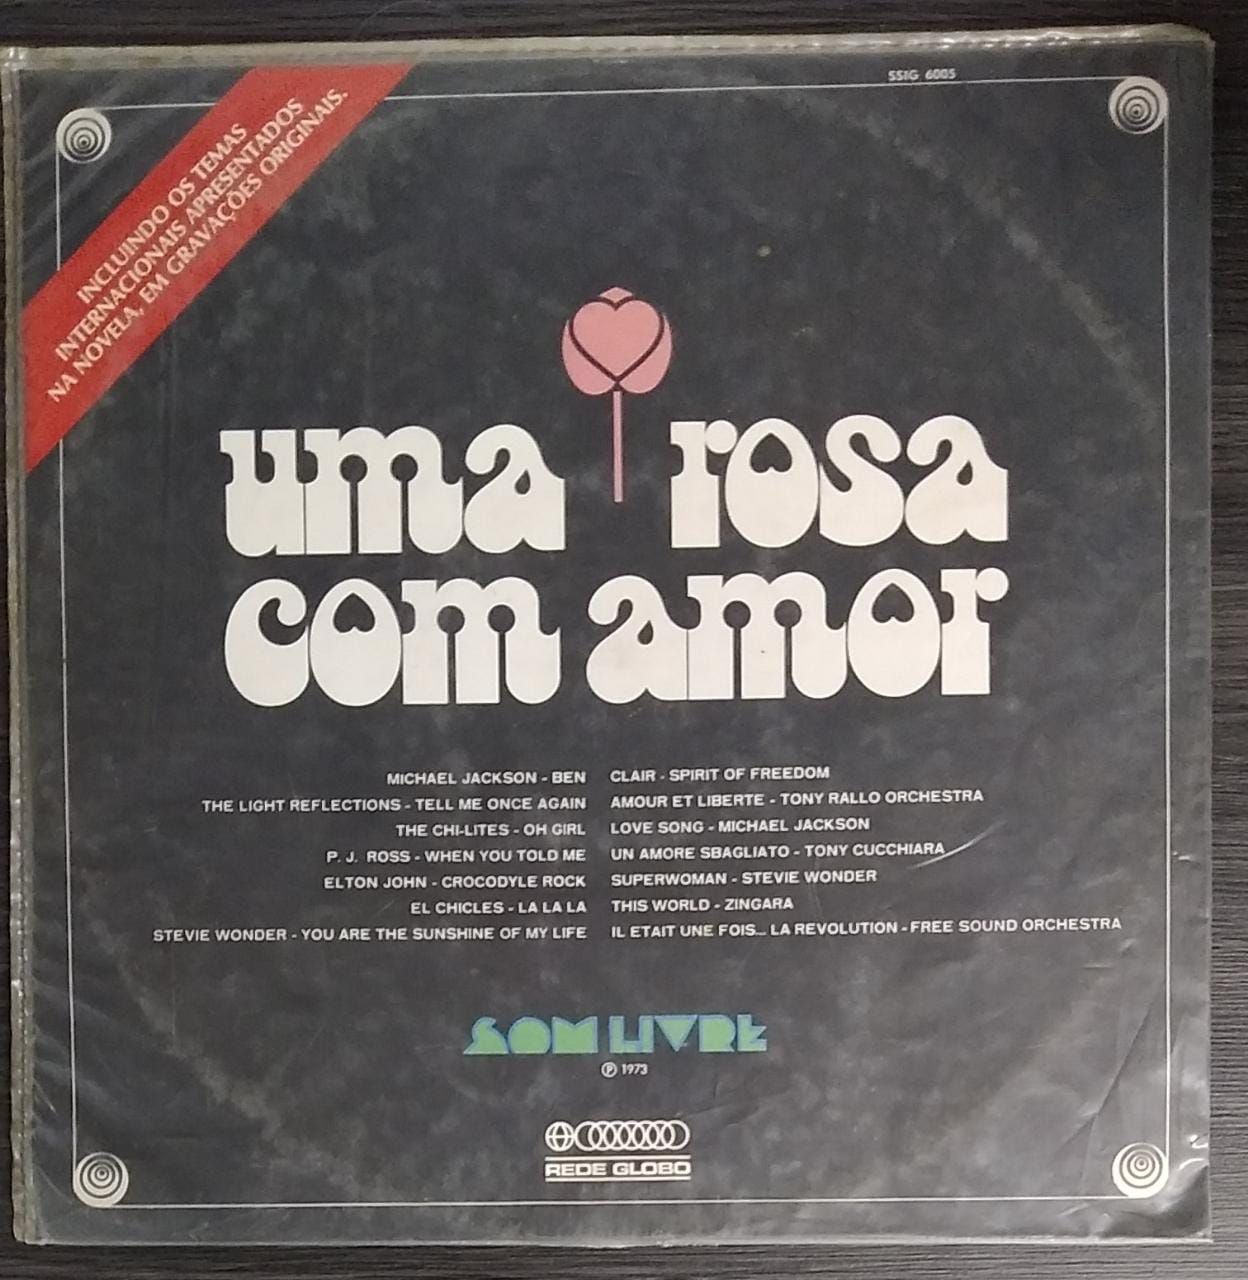 SSIG 6005
INCLUINDO OS TEMAS
INTERNACIONAIS APRESENTADOS
NA NOVELA, EM GRAVAÇÕES ORIGINAIS.
uma rosa
com amor
MICHAEL JACKSON - BEN
THE LIGHT REFLECTIONS - TELL ME ONCE AGAIN
THE CHI-LITES - OH GIRL
P. J. ROSS - WHEN YOU TOLD ME
ELTON JOHN - CROCODYLE ROCK
EL CHICLES - LA LA LA
STEVIE WONDER - YOU ARE THE SUNSHINE OF MY LIFE
CLAIR - SPIRIT OF FREEDOM
AMOUR ET LIBERTE - TONY RALLO ORCHESTRA
LOVE SONG - MICHAEL JACKSON
UN AMORE SBAGLIATO - TONY CUCCHIARA
SUPERWOMAN - STEVIE WONDER
THIS WORLD - ZINGARA
IL ETAIT UNE FOIS... LA REVOLUTION - FREE SOUND ORCHESTRA
SOM LIVRE
℗ 1973
REDE GLOBO